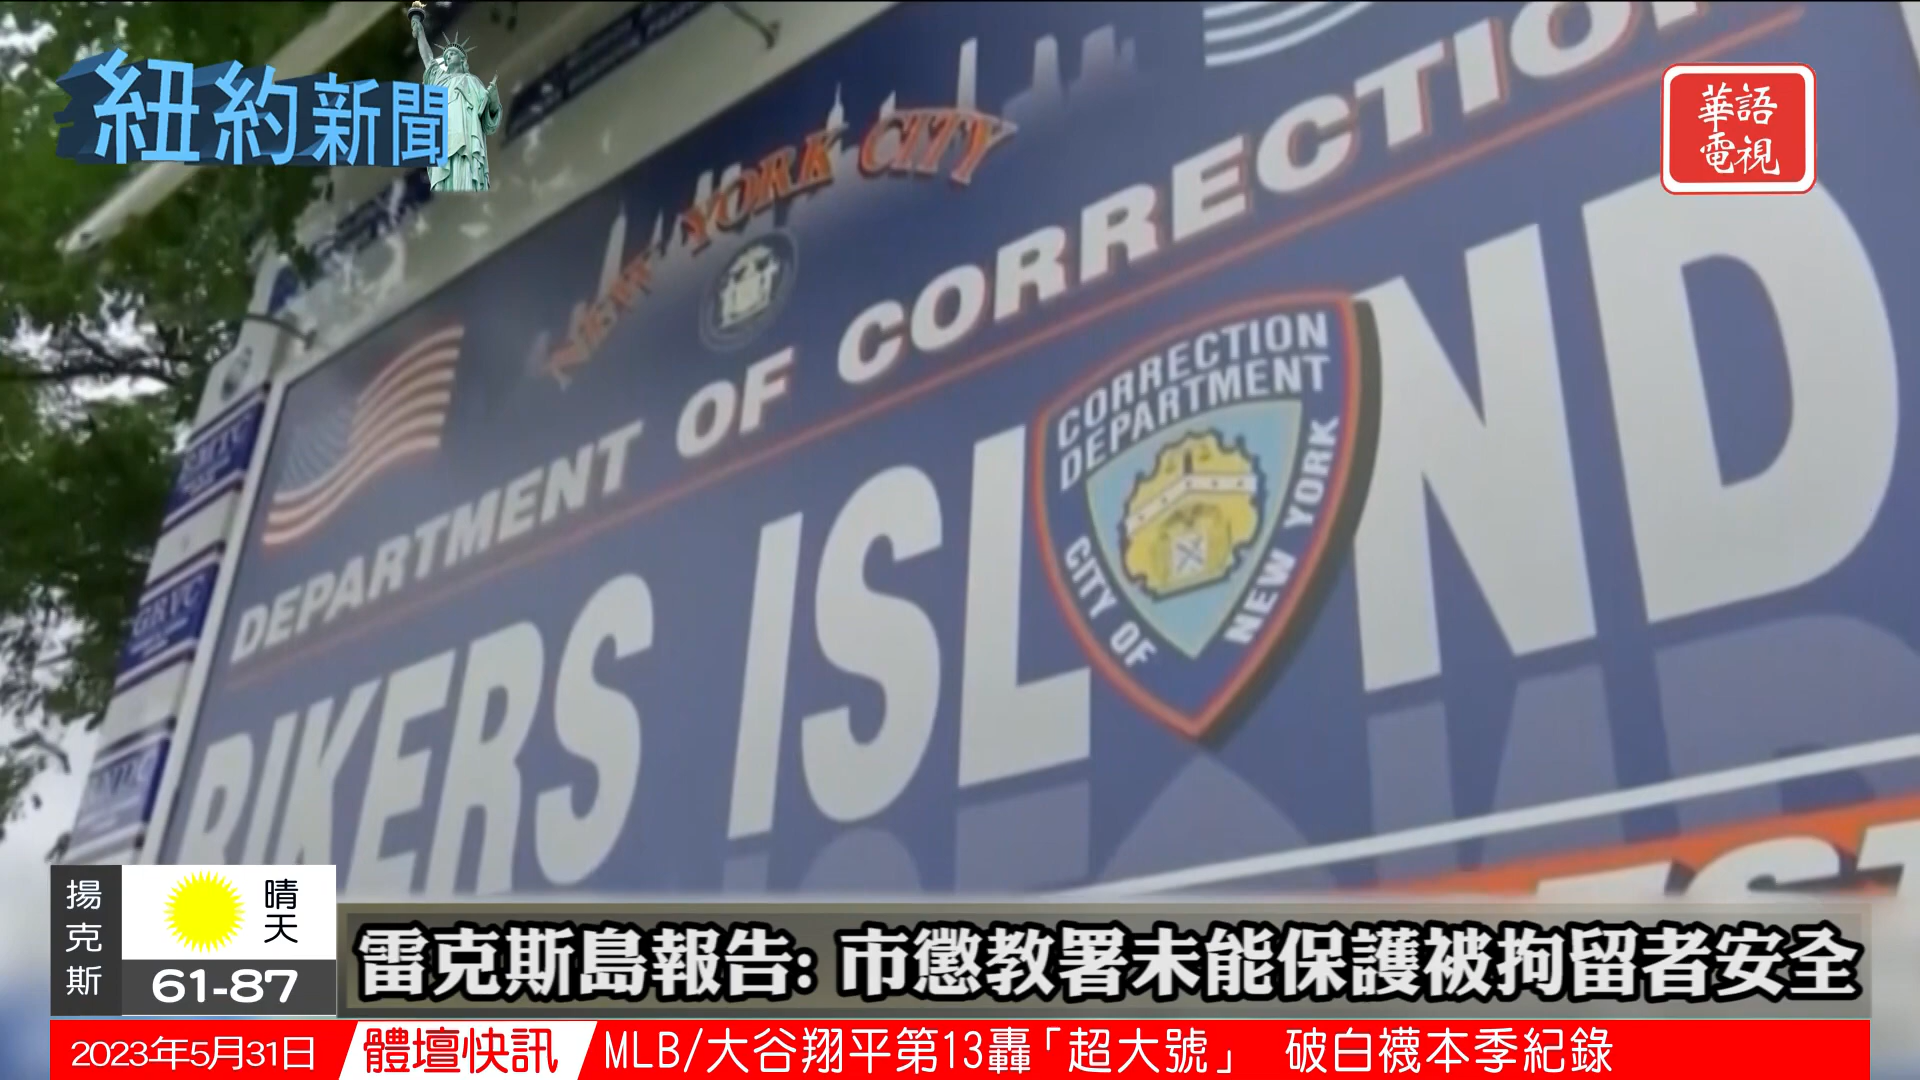 紐約新聞
華語
電視
NEW YORK CITY
DEPARTMENT OF CORRECTION
RIKERS ISLAND
CORRECTION
DEPARTMENT
CITY OF
NEW YORK
GRVC
揚克斯
晴天
61-87
雷克斯島報告: 市懲教署未能保護被拘留者安全
2023年5月31日
體壇快訊
MLB/大谷翔平第13轟「超大號」 破白襪本季紀錄